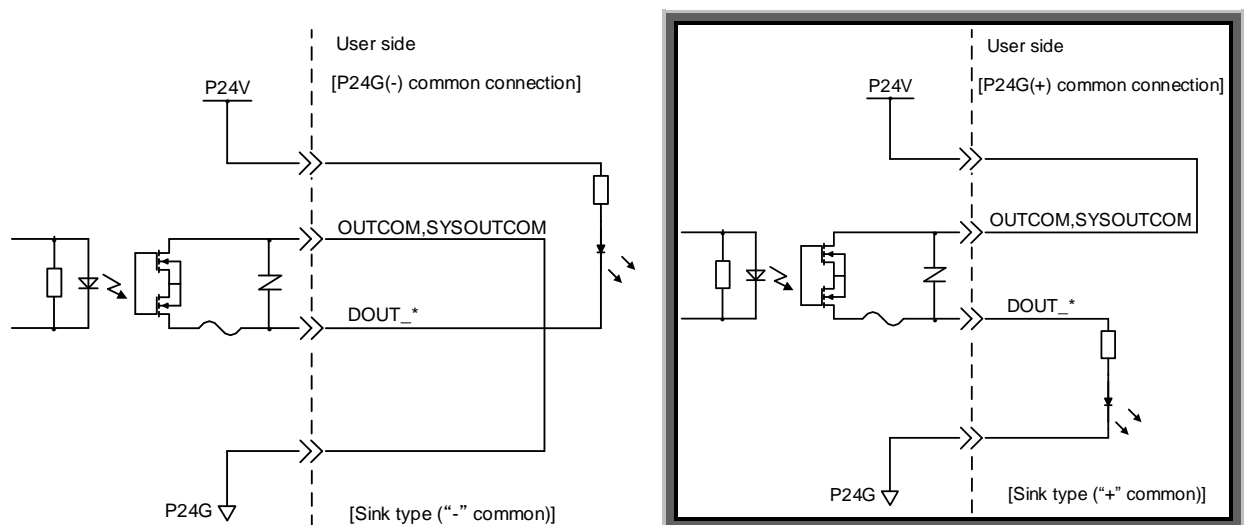 User side
[P24G(-) common connection]
P24V
OUTCOM,SYSOUTCOM
DOUT_*
P24G
[Sink type (“-” common)]
User side
[P24G(+) common connection]
P24V
OUTCOM,SYSOUTCOM
DOUT_*
P24G
[Sink type (“+” common)]